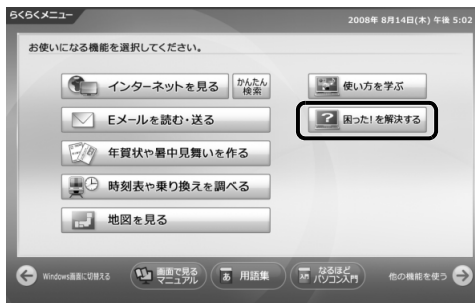 らくらくメニュー
2008年 8月14日(木) 午後 5:02
お使いになる機能を選択してください。
インターネットを見る
かんたん
検索
使い方を学ぶ
Eメールを読む・送る
困った!を解決する
年賀状や暑中見舞いを作る
時刻表や乗り換えを調べる
地図を見る
Windows画面に切替える
画面で見る
マニュアル
あ 用語集
なるほど
パソコン入門
他の機能を使う